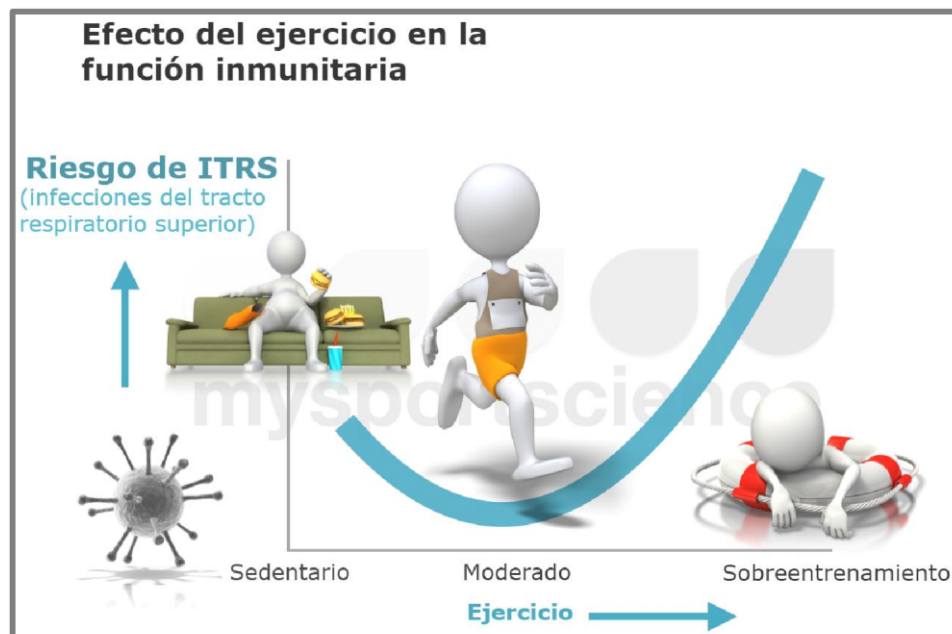 Efecto del ejercicio en la
función inmunitaria
Riesgo de ITRS
(infecciones del tracto
respiratorio superior)
mysportscience
Sedentario
Moderado
Sobreentrenamiento
Ejercicio